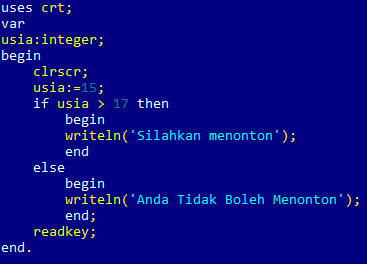 uses crt;
var
usia:integer;
begin
    clrscr;
    usia:=15;
    if usia > 17 then
        begin
        writeln('Silahkan menonton');
        end
    else
        begin
        writeln('Anda Tidak Boleh Menonton');
        end;
    readkey;
end.